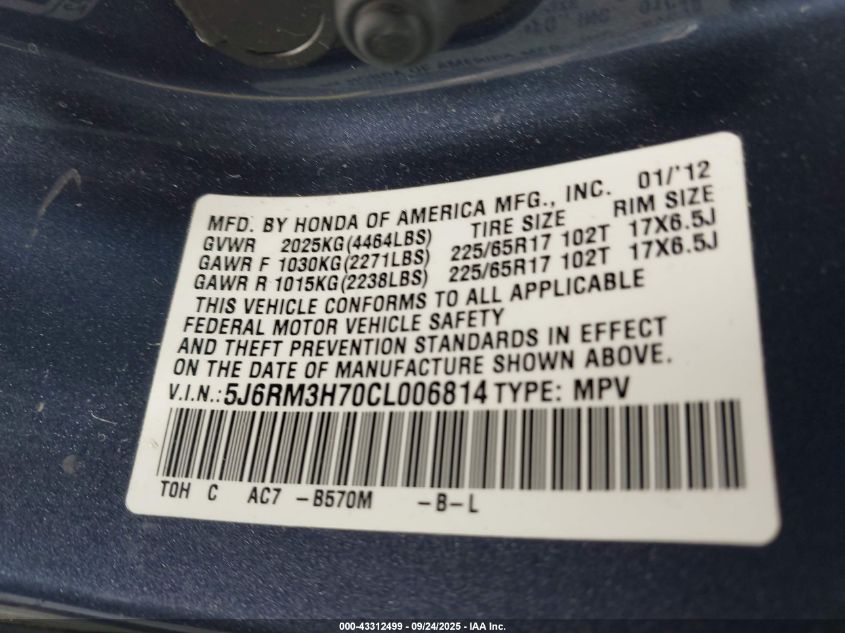 MFD. BY HONDA OF AMERICA MFG., INC. 01/'12
GVWR 2025KG(4464LBS) TIRE SIZE RIM SIZE
GAWR F 1030KG(2271LBS) 225/65R17 102T 17X6.5J
GAWR R 1015KG(2238LBS) 225/65R17 102T 17X6.5J
THIS VEHICLE CONFORMS TO ALL APPLICABLE
FEDERAL MOTOR VEHICLE SAFETY
AND THEFT PREVENTION STANDARDS IN EFFECT
ON THE DATE OF MANUFACTURE SHOWN ABOVE.
V.I.N.: 5J6RM3H70CL006814 TYPE: MPV
TOH C AC7 -B570M -B-L
000-43312499 - 09/24/2025 - IAA Inc.